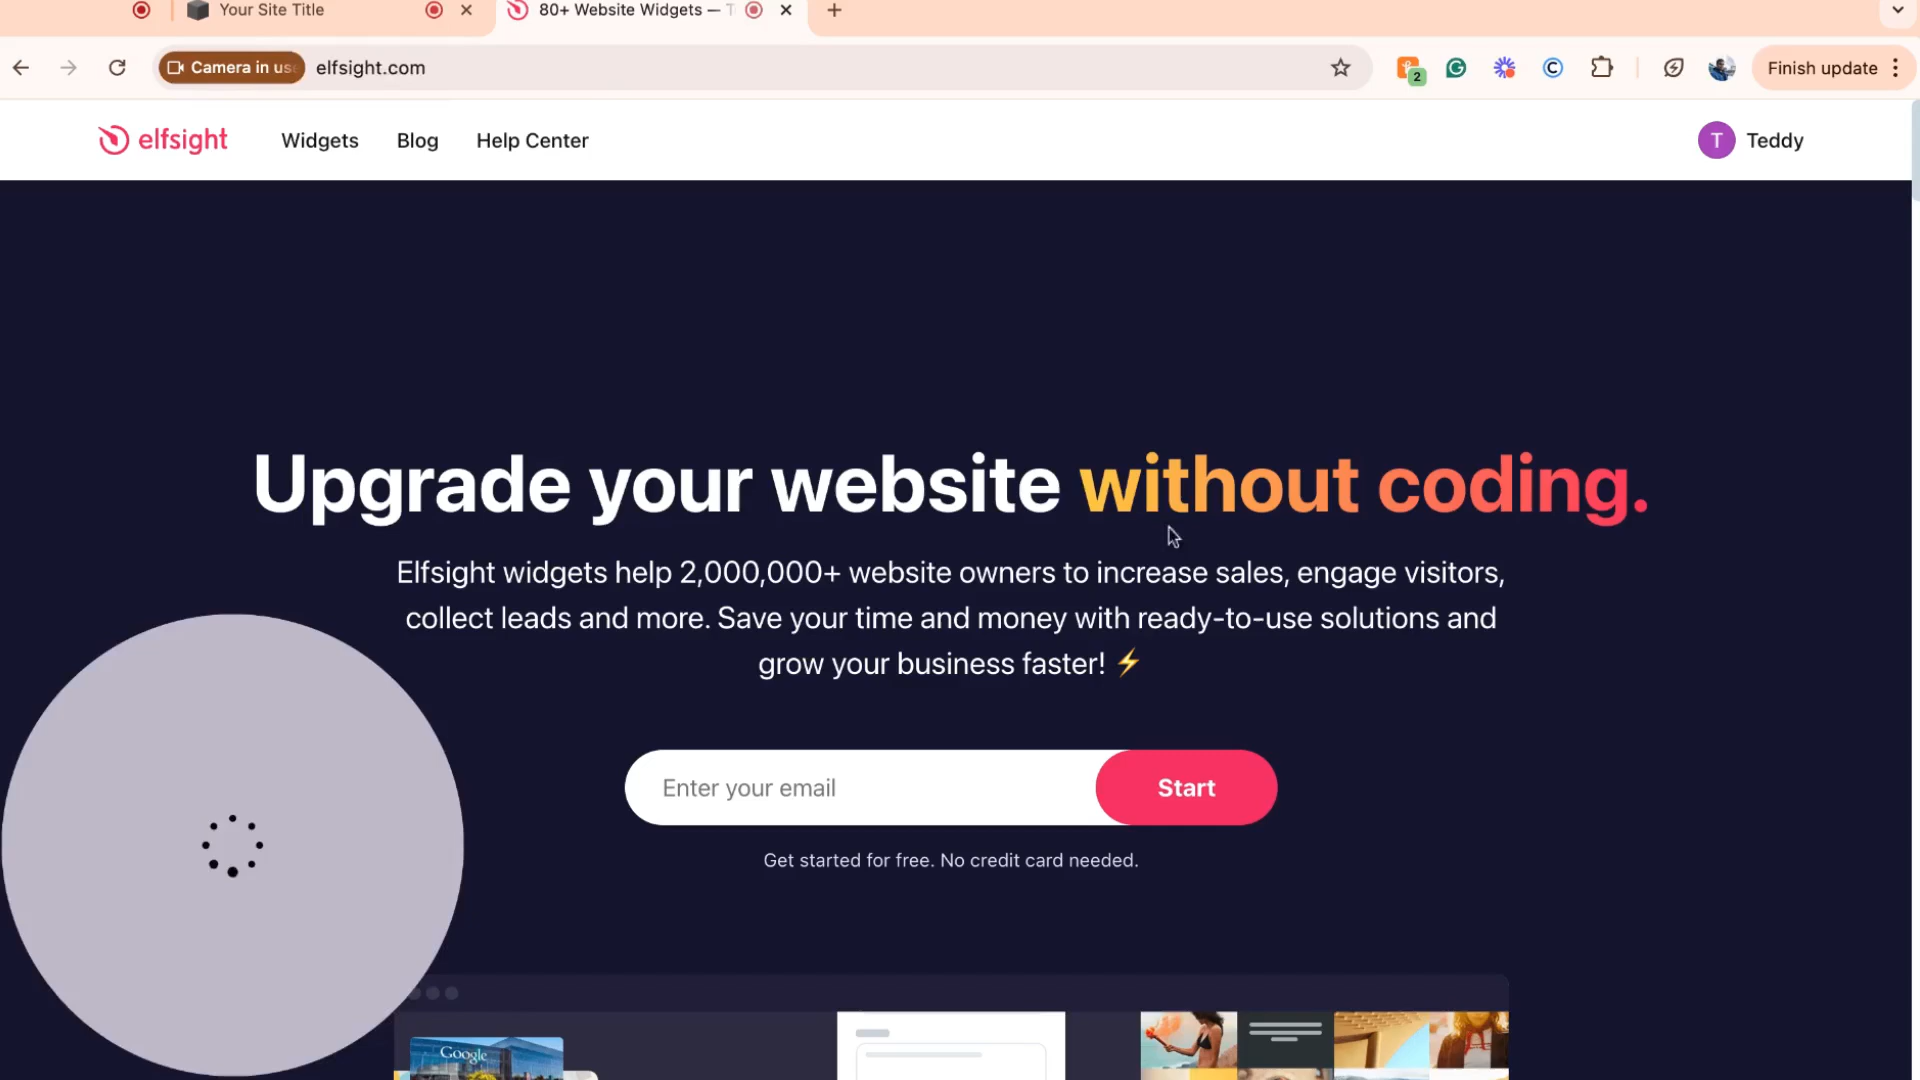 Your Site Title
80+ Website Widgets —
Camera in us
elfsight.com
2
Finish update
elfsight
Widgets
Blog
Help Center
T
Teddy
Upgrade your website without coding.
Elfsight widgets help 2,000,000+ website owners to increase sales, engage visitors,
collect leads and more. Save your time and money with ready-to-use solutions and
grow your business faster! ⚡
Enter your email
Start
Get started for free. No credit card needed.
Google